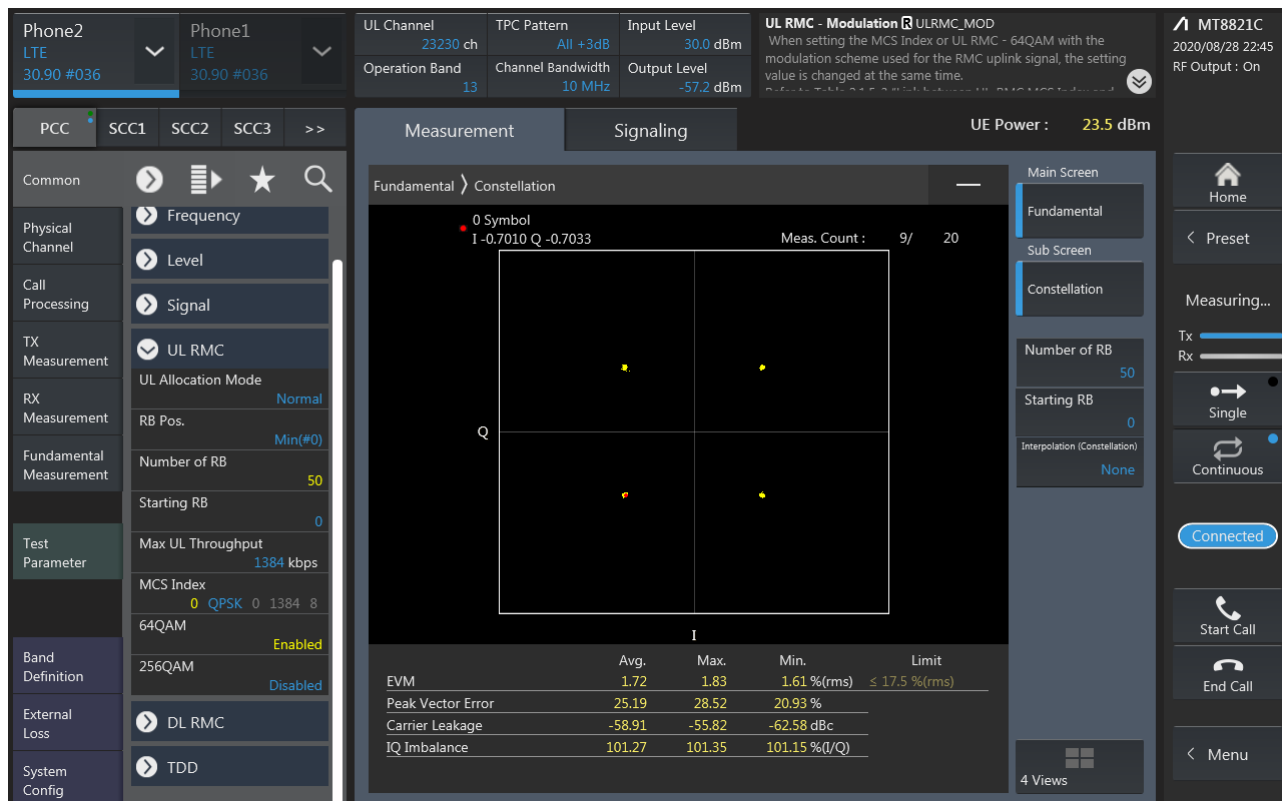 Phone2
LTE
30.90 #036
Phone1
LTE
30.90 #036
UL Channel
23230 ch
TPC Pattern
All +3dB
Input Level
30.0 dBm
Operation Band
13
Channel Bandwidth
10 MHz
Output Level
-57.2 dBm
UL RMC - Modulation R ULRMC_MOD
When setting the MCS Index or UL RMC - 64QAM with the
modulation scheme used for the RMC uplink signal, the setting
value is changed at the same time.
MT8821C
2020/08/28 22:45
RF Output : On
PCC SCC1 SCC2 SCC3 >>
Measurement Signaling
UE Power : 23.5 dBm
Common
Physical
Channel
Call
Processing
TX
Measurement
RX
Measurement
Fundamental
Measurement
Test
Parameter
Band
Definition
External
Loss
System
Config
Frequency
Level
Signal
UL RMC
UL Allocation Mode
Normal
RB Pos.
Min(#0)
Number of RB
50
Starting RB
0
Max UL Throughput
1384 kbps
MCS Index
0 QPSK 0 1384 8
64QAM
Enabled
256QAM
Disabled
DL RMC
TDD
Fundamental 〉 Constellation
0 Symbol
I -0.7010 Q -0.7033
Meas. Count : 9/ 20
Q
I
Avg. Max. Min. Limit
EVM 1.72 1.83 1.61 %(rms) ≤ 17.5 %(rms)
Peak Vector Error 25.19 28.52 20.93 %
Carrier Leakage -58.91 -55.82 -62.58 dBc
IQ Imbalance 101.27 101.35 101.15 %(I/Q)
Main Screen
Fundamental
Sub Screen
Constellation
Number of RB
50
Starting RB
0
Interpolation (Constellation)
None
4 Views
Home
< Preset
Measuring...
Tx
Rx
Single
Continuous
Connected
Start Call
End Call
< Menu